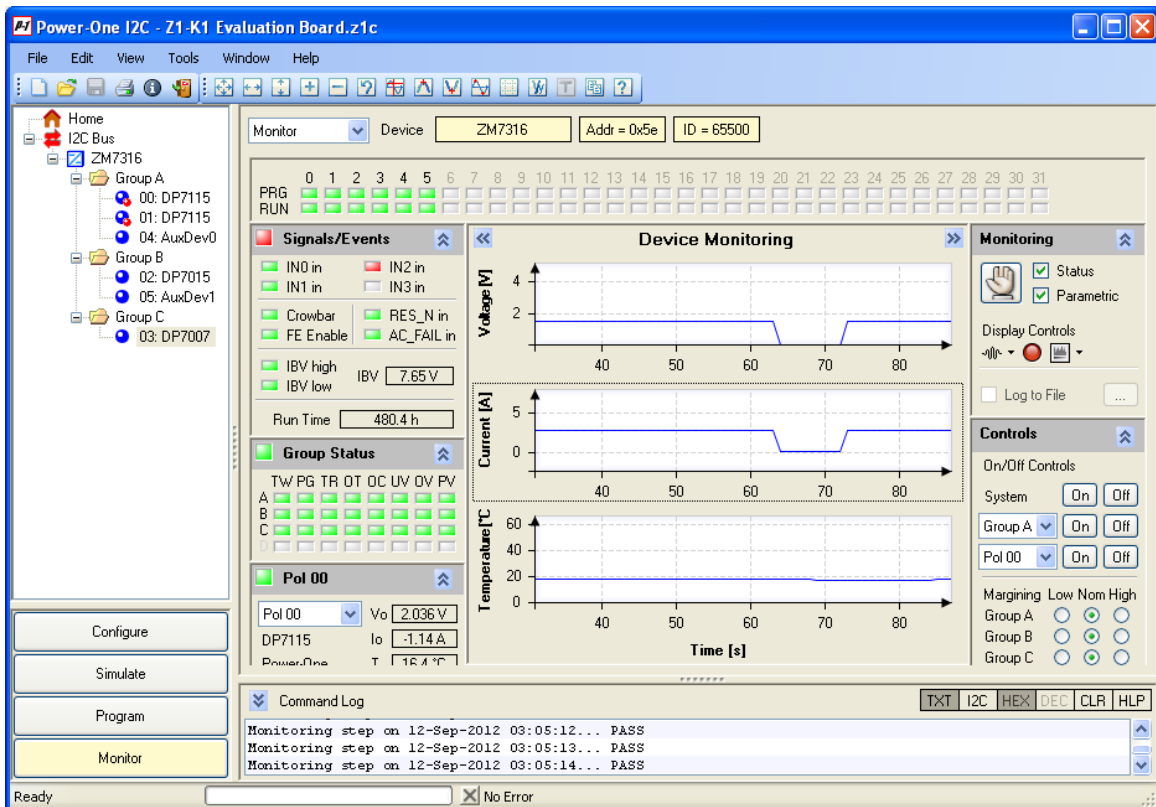 P-1 Power-One I2C - Z1-K1 Evaluation Board.z1c
File Edit View Tools Window Help
Home
I2C Bus
ZM7316
Group A
00: DP7115
01: DP7115
04: AuxDev0
Group B
02: DP7015
05: AuxDev1
Group C
03: DP7007
Configure
Simulate
Program
Monitor
Monitor Device ZM7316 Addr = 0x5e ID = 65500
0 1 2 3 4 5 6 7 8 9 10 11 12 13 14 15 16 17 18 19 20 21 22 23 24 25 26 27 28 29 30 31
PRG
RUN
Signals/Events
IN0 in IN2 in
IN1 in IN3 in
Crowbar RES_N in
FE Enable AC_FAIL in
IBV high
IBV low
IBV 7.65 V
Run Time 480.4 h
Group Status
TW PG TR OT OC UV OV PV
A
B
C
D
Pol 00
Pol 00 Vo 2.036 V
DP7115 Io -1.14 A
Power-One T 16.4 °C
Device Monitoring
Voltage [V]
4
2
40 50 60 70 80
Current [A]
5
0
40 50 60 70 80
Temperature[°C
60
40
20
0
40 50 60 70 80
Time [s]
Monitoring
Status
Parametric
Display Controls
Log to File ...
Controls
On/Off Controls
System On Off
Group A On Off
Pol 00 On Off
Margining Low Nom High
Group A
Group B
Group C
Command Log TXT I2C HEX DEC CLR HLP
Monitoring step on 12-Sep-2012 03:05:12... PASS
Monitoring step on 12-Sep-2012 03:05:13... PASS
Monitoring step on 12-Sep-2012 03:05:14... PASS
Ready No Error